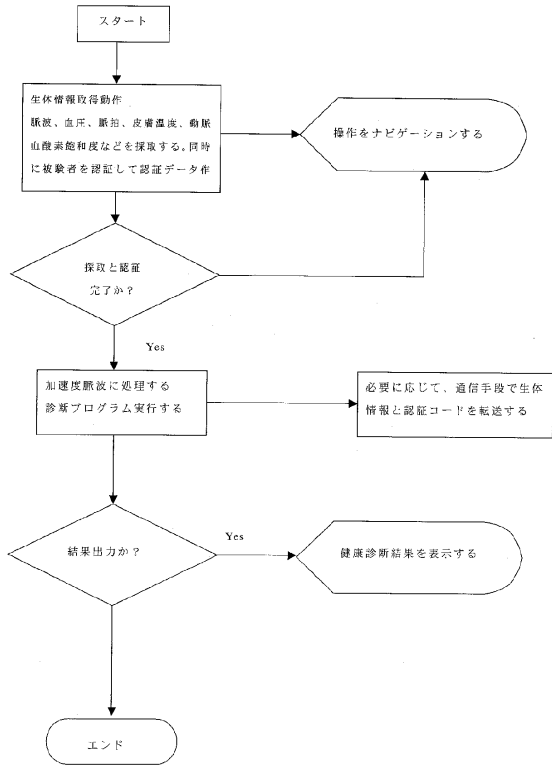 スタート
生体情報取得動作
脈波、血圧、脈拍、皮膚温度、動脈
血酸素飽和度などを採取する。同時
に被験者を認証して認証データ作
操作をナビゲーションする
採取と認証
完了か?
Yes
加速度脈波に処理する
診断プログラム実行する
必要に応じて、通信手段で生体
情報と認証コードを転送する
結果出力か?
Yes
健康診断結果を表示する
エンド